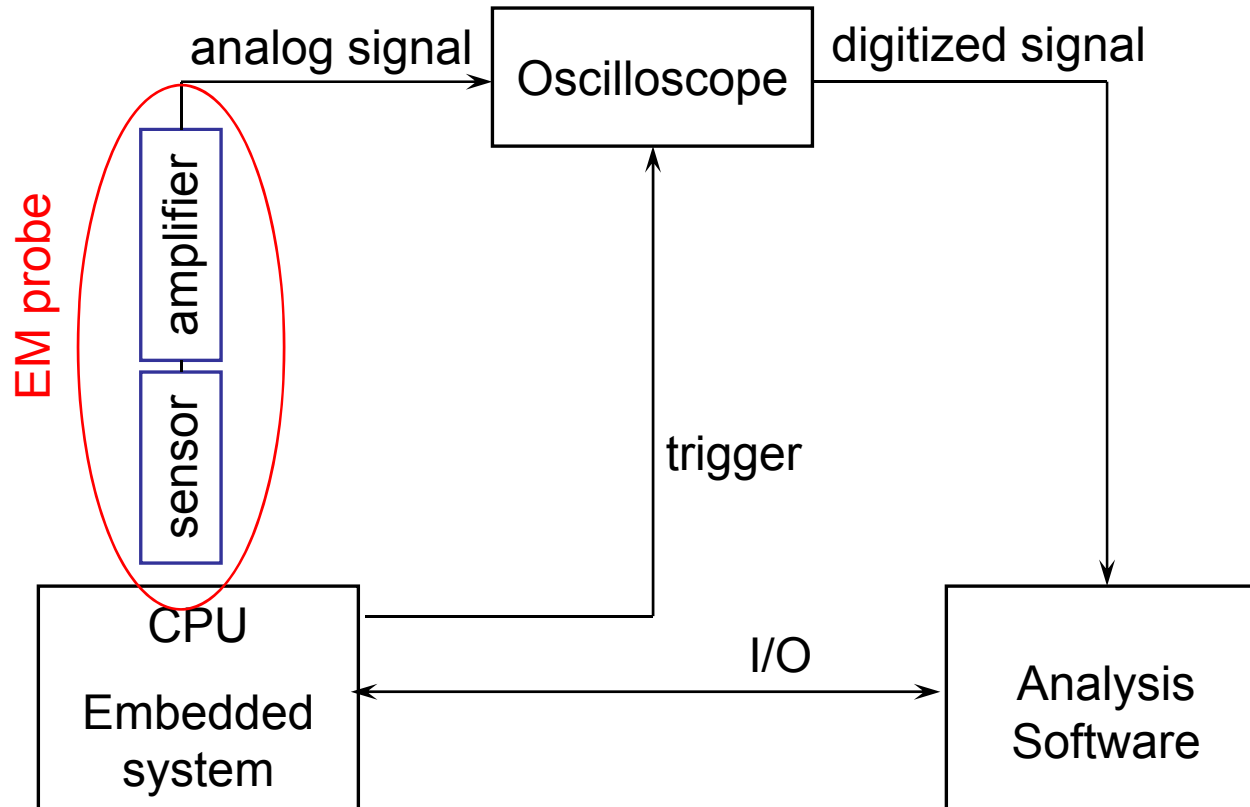 analog signal
Oscilloscope
digitized signal
EM probe
amplifier
sensor
trigger
CPU
Embedded
system
I/O
Analysis
Software